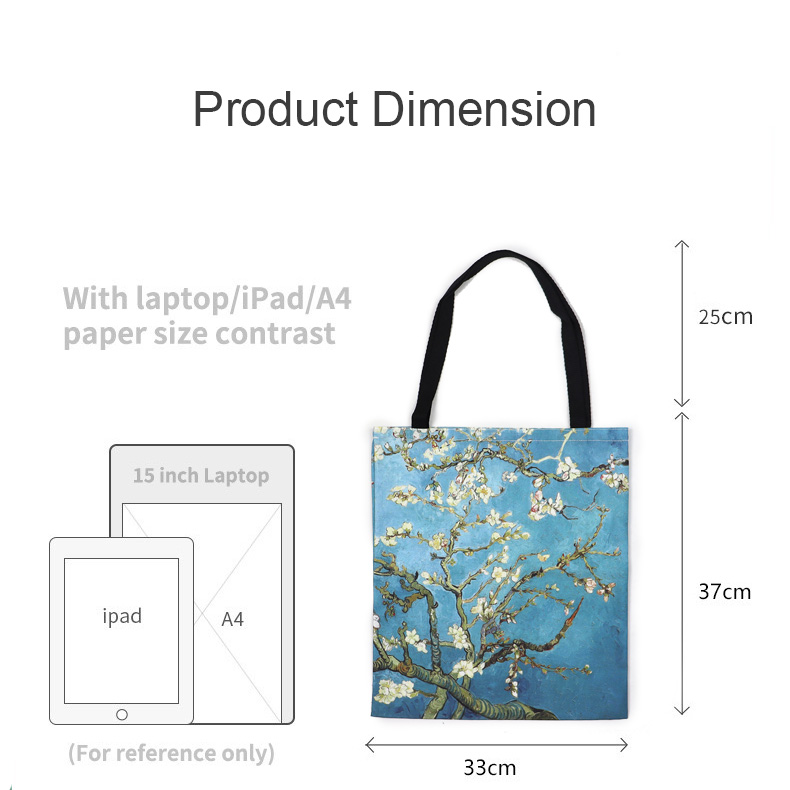 Product Dimension
With laptop/iPad/A4
paper size contrast
25cm
15 inch Laptop
ipad
A4
37cm
(For reference only)
33cm